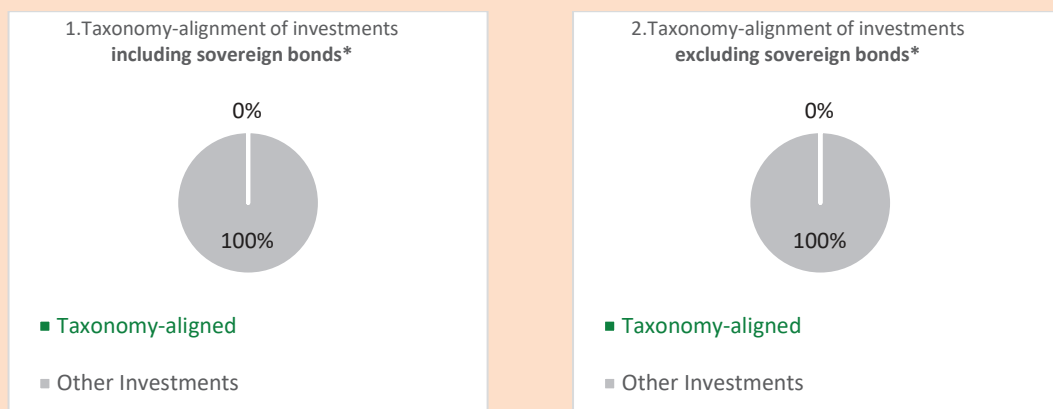 1.Taxonomy-alignment of investments
including sovereign bonds*
0%
100%
Taxonomy-aligned
Other Investments
2.Taxonomy-alignment of investments
excluding sovereign bonds*
0%
100%
Taxonomy-aligned
Other Investments